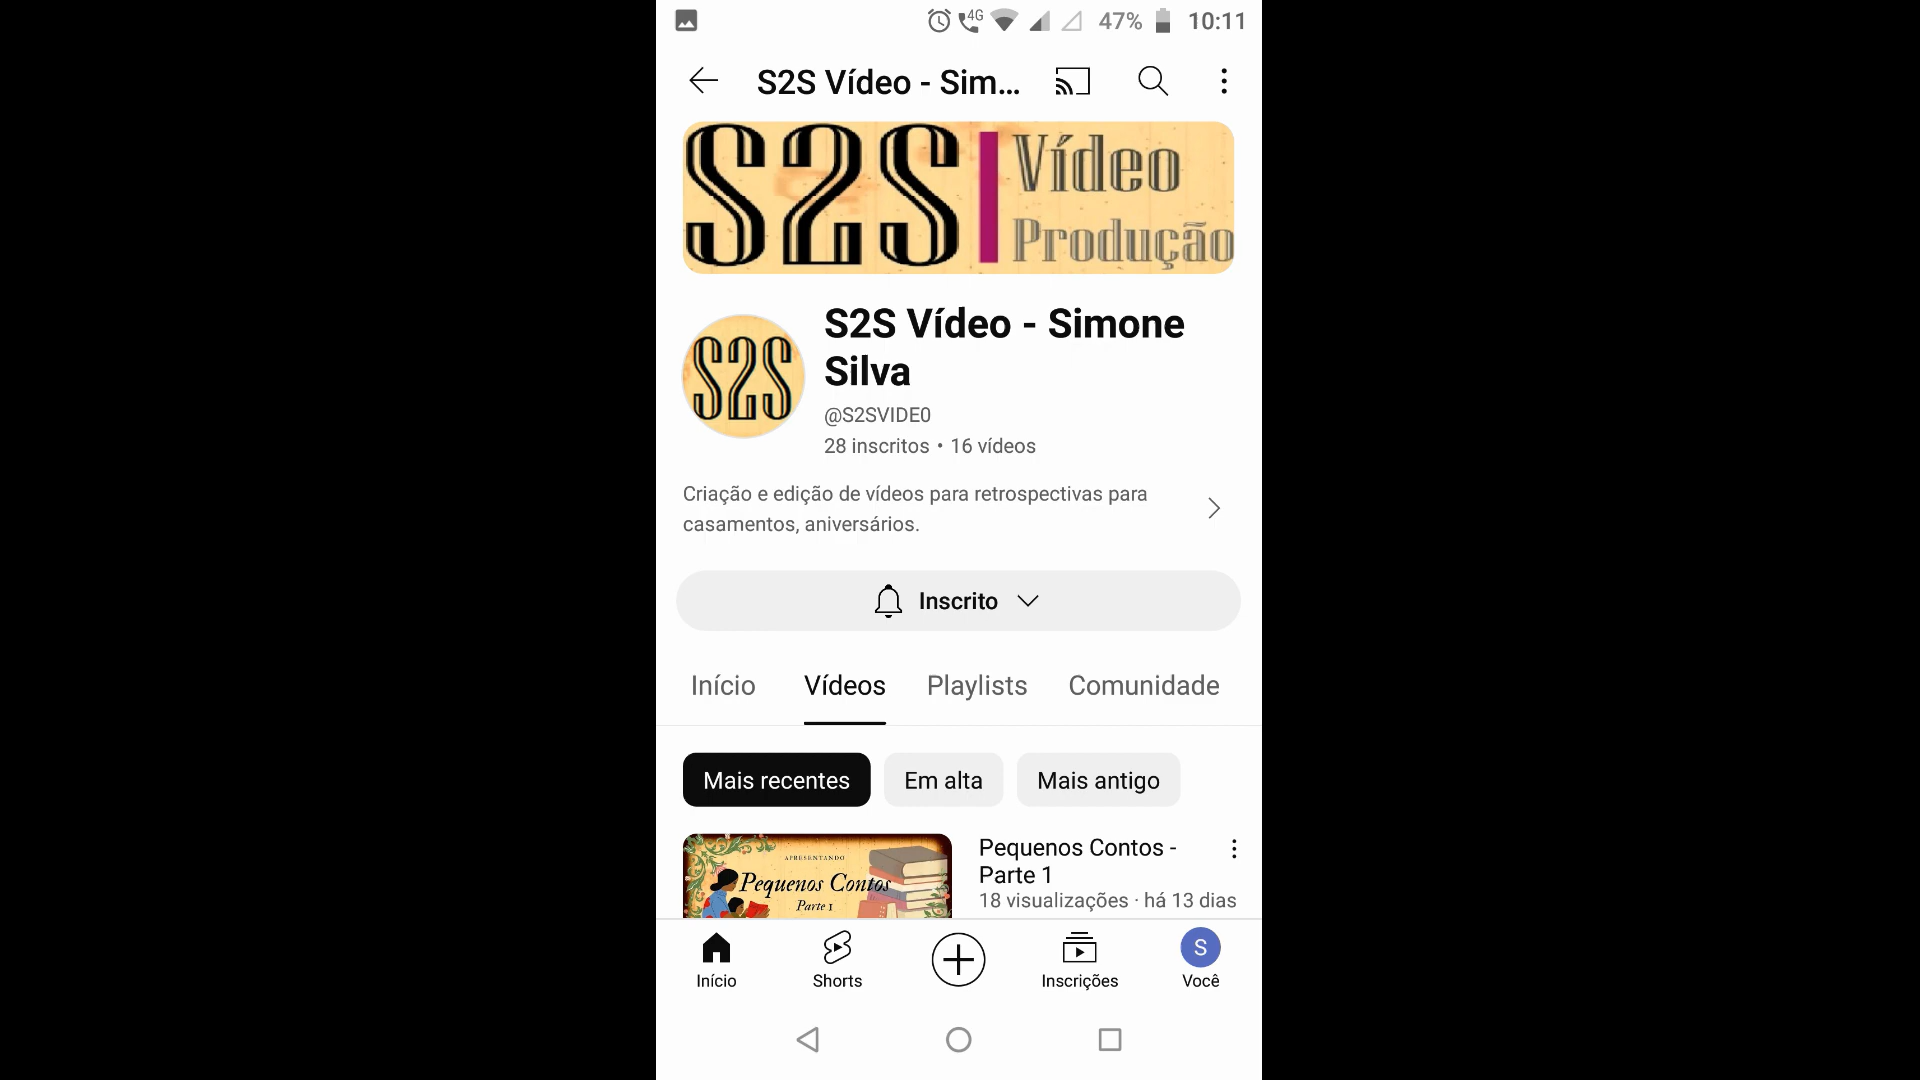 4G 47% 10:11
S2S Vídeo - Sim...
S2S Vídeo
Produção
S2S
S2S Vídeo - Simone
Silva
@S2SVIDE0
28 inscritos • 16 vídeos
Criação e edição de vídeos para retrospectivas para
casamentos, aniversários.
Inscrito
Início Vídeos Playlists Comunidade
Mais recentes Em alta Mais antigo
APRESENTANDO
Pequenos Contos
Parte 1
Pequenos Contos -
Parte 1
18 visualizações · há 13 dias
Início Shorts Inscrições S Você